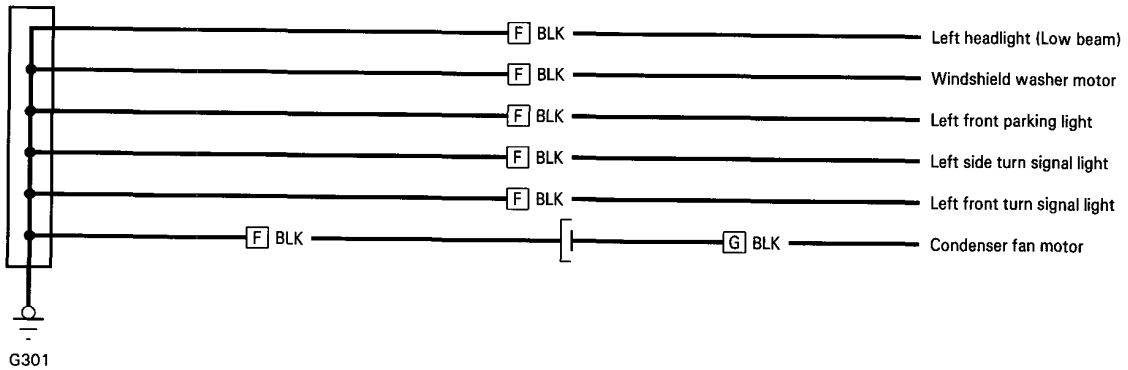 F BLK Left headlight (Low beam)
F BLK Windshield washer motor
F BLK Left front parking light
F BLK Left side turn signal light
F BLK Left front turn signal light
F BLK G BLK Condenser fan motor
G301